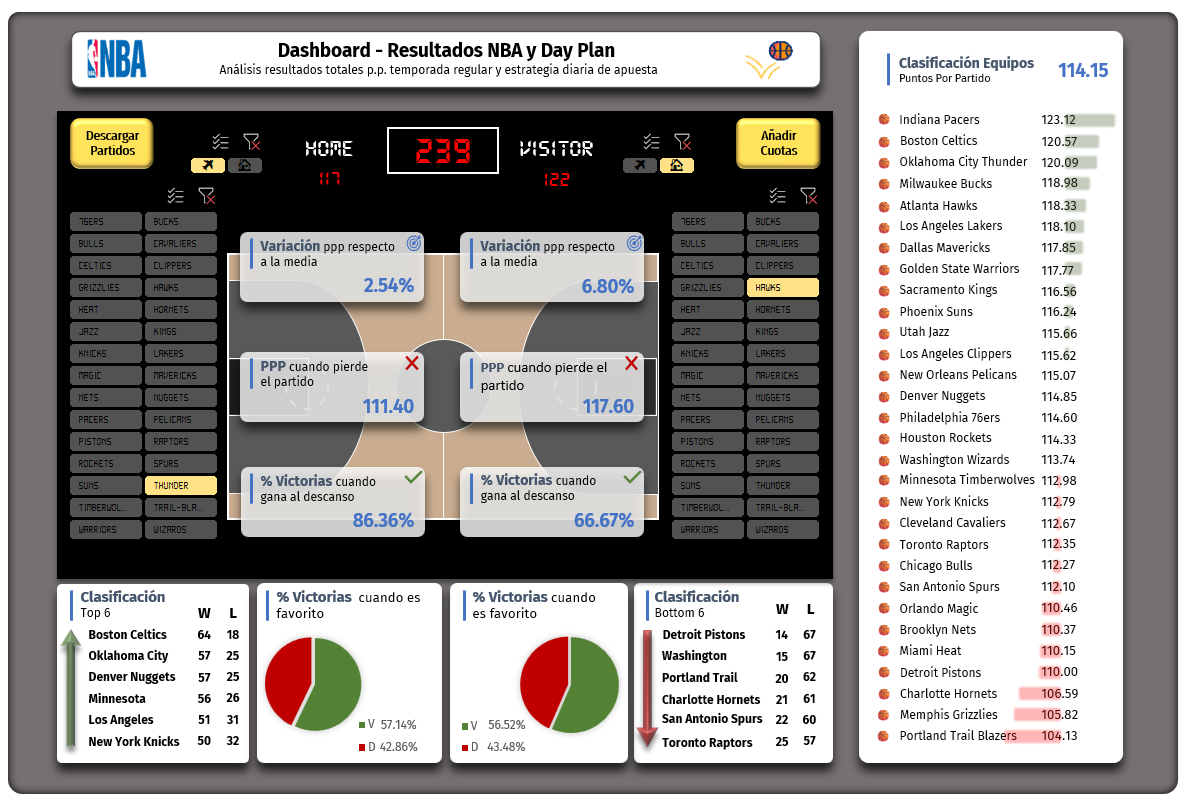 NBA
Dashboard - Resultados NBA y Day Plan
Análisis resultados totales p.p. temporada regular y estrategia diaria de apuesta
Descargar
Partidos
HOME
117
239
VISITOR
122
Añadir
Cuotas
76ERS BUCKS
BULLS CAVALIERS
CELTICS CLIPPERS
GRIZZLIES HAWKS
HEAT HORNETS
JAZZ KINGS
KNICKS LAKERS
MAGIC MAVERICKS
NETS NUGGETS
PACERS PELICANS
PISTONS RAPTORS
ROCKETS SPURS
SUNS THUNDER
TIMBERWOL... TRAIL-BLA...
WARRIORS WIZARDS
Variación ppp respecto
a la media
2.54%
PPP cuando pierde
el partido
111.40
% Victorias cuando
gana al descanso
86.36%
Variación ppp respecto
a la media
6.80%
PPP cuando pierde el
partido
117.60
% Victorias cuando
gana al descanso
66.67%
76ERS BUCKS
BULLS CAVALIERS
CELTICS CLIPPERS
GRIZZLIES HAWKS
HEAT HORNETS
JAZZ KINGS
KNICKS LAKERS
MAGIC MAVERICKS
NETS NUGGETS
PACERS PELICANS
PISTONS RAPTORS
ROCKETS SPURS
SUNS THUNDER
TIMBERWOL... TRAIL-BLA...
WARRIORS WIZARDS
Clasificación
Top 6 W L
Boston Celtics 64 18
Oklahoma City 57 25
Denver Nuggets 57 25
Minnesota 56 26
Los Angeles 51 31
New York Knicks 50 32
% Victorias cuando es
favorito
V 57.14%
D 42.86%
% Victorias cuando
es favorito
V 56.52%
D 43.48%
Clasificación
Bottom 6 W L
Detroit Pistons 14 67
Washington 15 67
Portland Trail 20 62
Charlotte Hornets 21 61
San Antonio Spurs 22 60
Toronto Raptors 25 57
Clasificación Equipos
Puntos Por Partido
114.15
Indiana Pacers 123.12
Boston Celtics 120.57
Oklahoma City Thunder 120.09
Milwaukee Bucks 118.98
Atlanta Hawks 118.33
Los Angeles Lakers 118.10
Dallas Mavericks 117.85
Golden State Warriors 117.77
Sacramento Kings 116.56
Phoenix Suns 116.24
Utah Jazz 115.66
Los Angeles Clippers 115.62
New Orleans Pelicans 115.07
Denver Nuggets 114.85
Philadelphia 76ers 114.60
Houston Rockets 114.33
Washington Wizards 113.74
Minnesota Timberwolves 112.98
New York Knicks 112.79
Cleveland Cavaliers 112.67
Toronto Raptors 112.35
Chicago Bulls 112.27
San Antonio Spurs 112.10
Orlando Magic 110.46
Brooklyn Nets 110.37
Miami Heat 110.15
Detroit Pistons 110.00
Charlotte Hornets 106.59
Memphis Grizzlies 105.82
Portland Trail Blazers 104.13